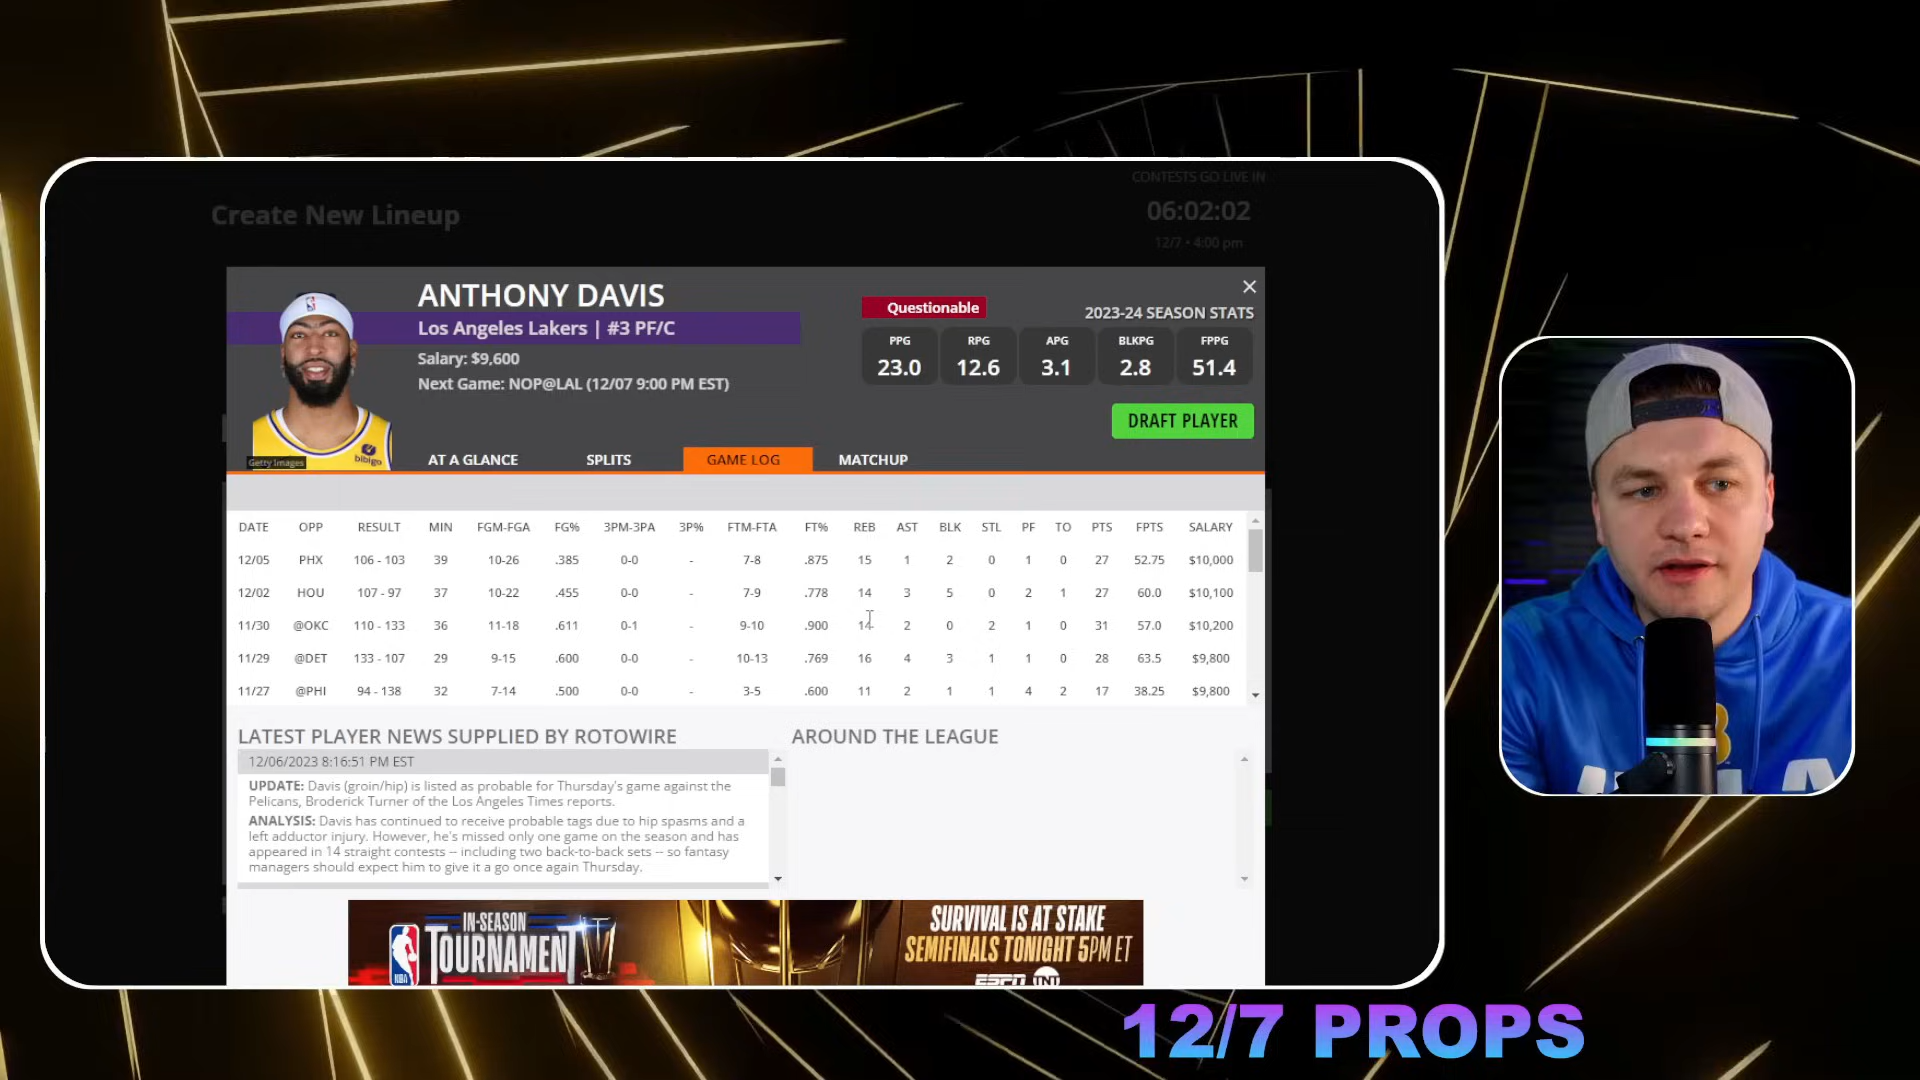 CONTESTS GO LIVE IN
Create New Lineup
06:02:02
12/7 • 4:00 pm
ANTHONY DAVIS
Los Angeles Lakers | #3 PF/C
Salary: $9,600
Next Game: NOP@LAL (12/07 9:00 PM EST)
Questionable
2023-24 SEASON STATS
PPG RPG APG BLKPG FPPG
23.0 12.6 3.1 2.8 51.4
DRAFT PLAYER
bibigo
Getty Images
AT A GLANCE SPLITS GAME LOG MATCHUP
DATE OPP RESULT MIN FGM-FGA FG% 3PM-3PA 3P% FTM-FTA FT% REB AST BLK STL PF TO PTS FPTS SALARY
12/05 PHX 106 - 103 39 10-26 .385 0-0 - 7-8 .875 15 1 2 0 1 0 27 52.75 $10,000
12/02 HOU 107 - 97 37 10-22 .455 0-0 - 7-9 .778 14 3 5 0 2 1 27 60.0 $10,100
11/30 @OKC 110 - 133 36 11-18 .611 0-1 - 9-10 .900 14 2 0 2 1 0 31 57.0 $10,200
11/29 @DET 133 - 107 29 9-15 .600 0-0 - 10-13 .769 16 4 3 1 1 0 28 63.5 $9,800
11/27 @PHI 94 - 138 32 7-14 .500 0-0 - 3-5 .600 11 2 1 1 4 2 17 38.25 $9,800
LATEST PLAYER NEWS SUPPLIED BY ROTOWIRE
12/06/2023 8:16:51 PM EST
UPDATE: Davis (groin/hip) is listed as probable for Thursday's game against the
Pelicans, Broderick Turner of the Los Angeles Times reports.
ANALYSIS: Davis has continued to receive probable tags due to hip spasms and a
left adductor injury. However, he's missed only one game on the season and has
appeared in 14 straight contests -- including two back-to-back sets -- so fantasy
managers should expect him to give it a go once again Thursday.
AROUND THE LEAGUE
NBA
IN-SEASON
TOURNAMENT
SURVIVAL IS AT STAKE
SEMIFINALS TONIGHT 5PM ET
ESPN TNT
12/7 PROPS